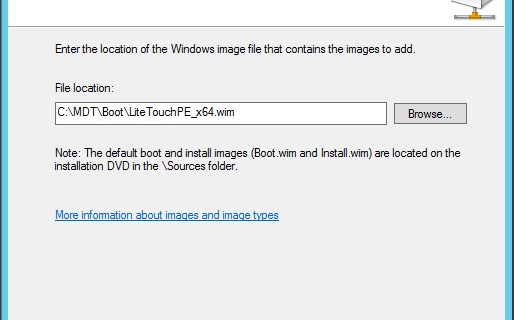 Enter the location of the Windows image file that contains the images to add.
File location:
C:\MDT\Boot\LiteTouchPE_x64.wim
Browse...
Note: The default boot and install images (Boot.wim and Install.wim) are located on the
installation DVD in the \Sources folder.
More information about images and image types